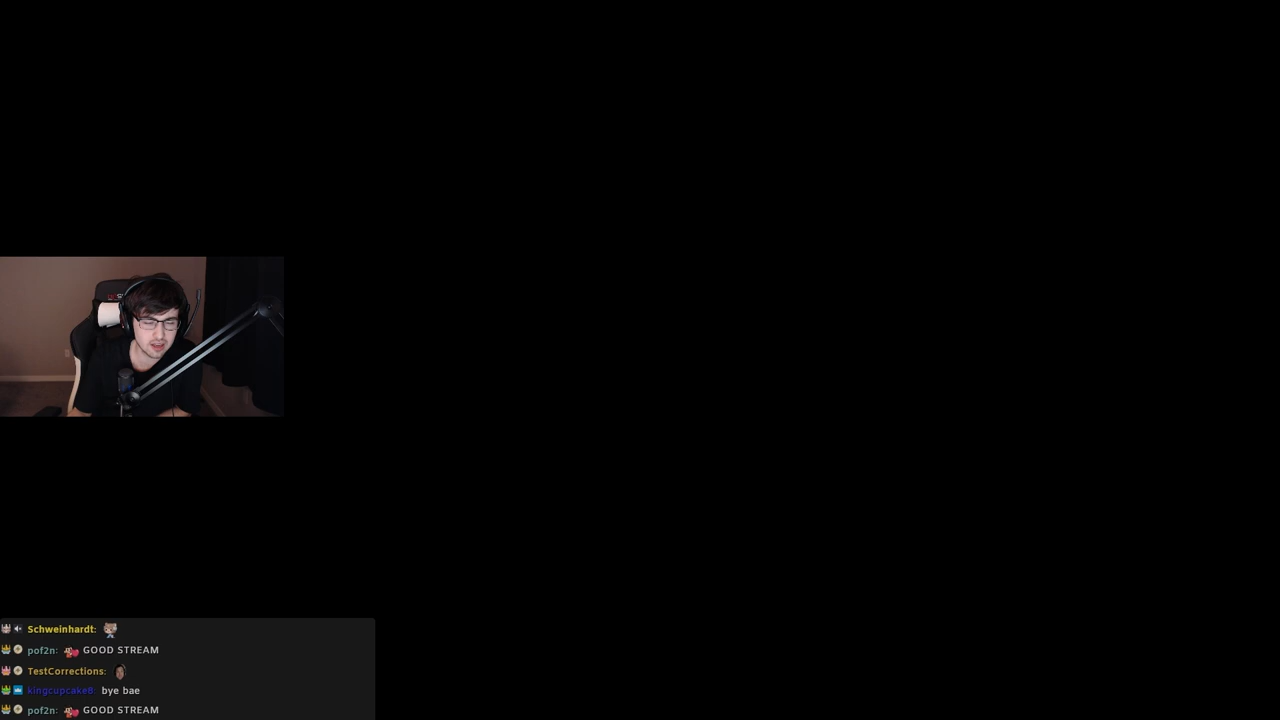 Schweinhardt:
pof2n: GOOD STREAM
TestCorrections:
kingcupcake8: bye bae
pof2n: GOOD STREAM